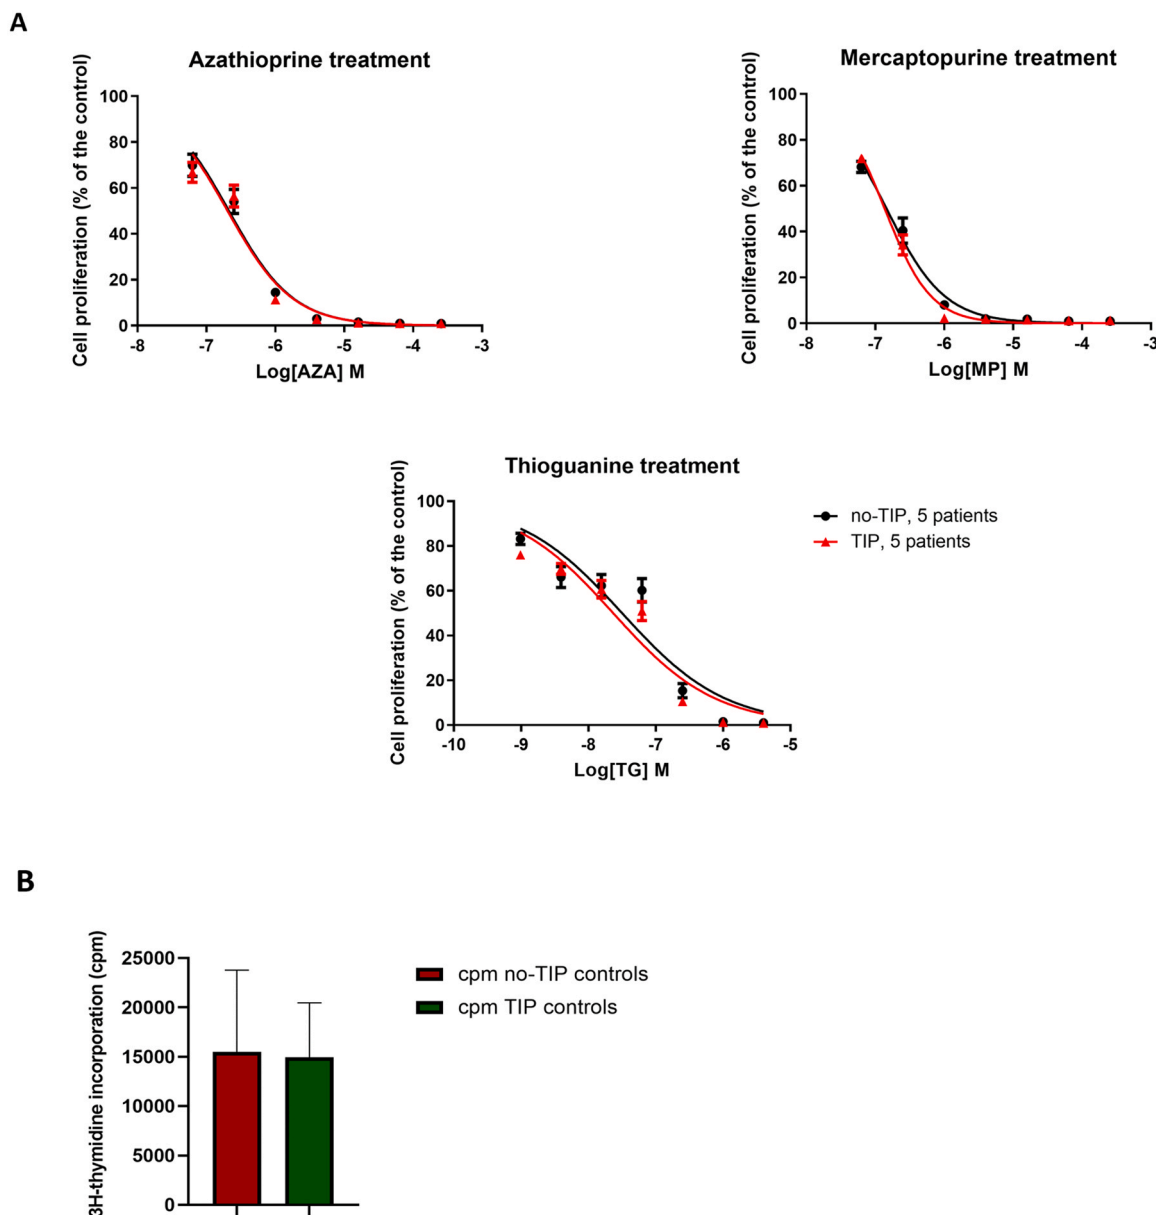 A
Azathioprine treatment
Cell proliferation (% of the control)
100
80
60
40
20
0
-8 -7 -6 -5 -4 -3
Log[AZA] M
Mercaptopurine treatment
Cell proliferation (% of the control)
100
80
60
40
20
0
-8 -7 -6 -5 -4 -3
Log[MP] M
Thioguanine treatment
Cell proliferation (% of the control)
100
80
60
40
20
0
-10 -9 -8 -7 -6 -5
Log[TG] M
no-TIP, 5 patients
TIP, 5 patients
B
3H-thymidine incorporation (cpm)
25000
20000
15000
10000
5000
0
cpm no-TIP controls
cpm TIP controls